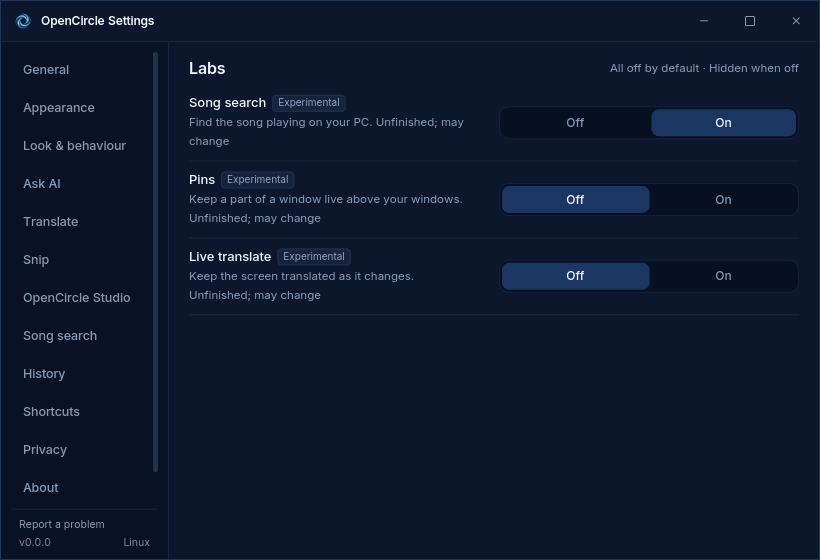 OpenCircle Settings
General
Appearance
Look & behaviour
Ask AI
Translate
Snip
OpenCircle Studio
Song search
History
Shortcuts
Privacy
About
Report a problem
v0.0.0 Linux
Labs
All off by default · Hidden when off
Song search Experimental
Find the song playing on your PC. Unfinished; may
change
Off On
Pins Experimental
Keep a part of a window live above your windows.
Unfinished; may change
Off On
Live translate Experimental
Keep the screen translated as it changes.
Unfinished; may change
Off On